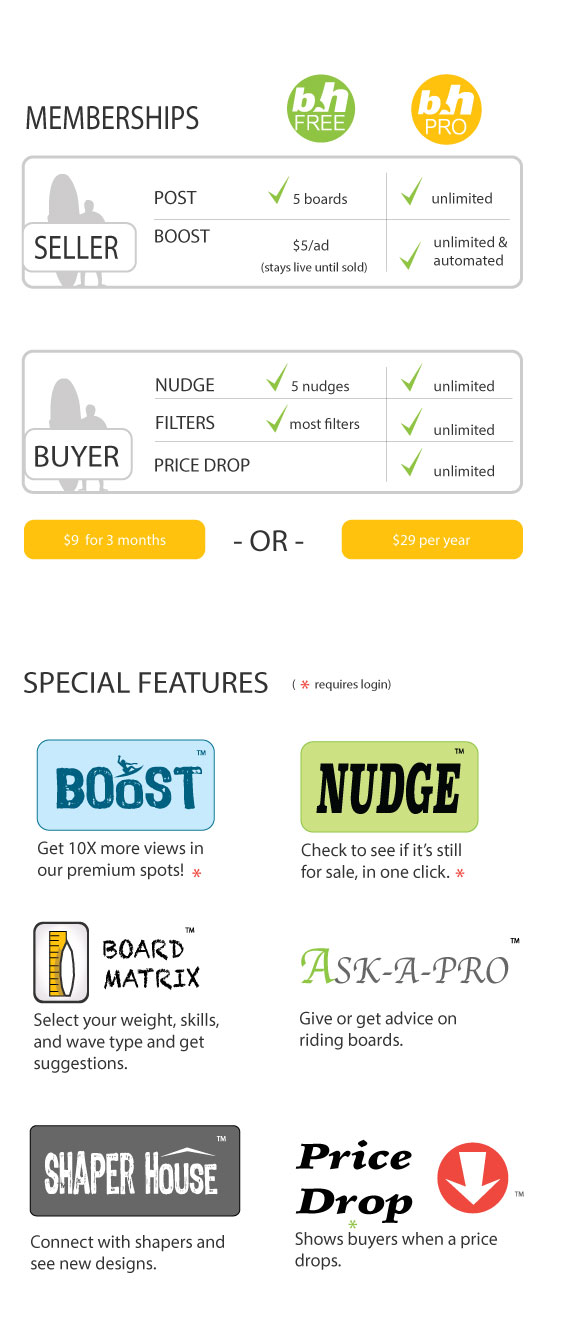 MEMBERSHIPS
b.h
FREE
b.h
PRO
SELLER
POST
5 boards
unlimited
BOOST
$5/ad
(stays live until sold)
unlimited &
automated
BUYER
NUDGE
5 nudges
unlimited
FILTERS
most filters
unlimited
PRICE DROP
unlimited
$9 for 3 months
- OR -
$29 per year
SPECIAL FEATURES
( * requires login)
BOOST ™
Get 10X more views in
our premium spots! *
NUDGE ™
Check to see if it’s still
for sale, in one click. *
BOARD ™
MATRIX
Select your weight, skills,
and wave type and get
suggestions.
ASK-A-PRO ™
Give or get advice on
riding boards.
SHAPER HOUSE ™
Connect with shapers and
see new designs.
Price
Drop ™
*
Shows buyers when a price
drops.